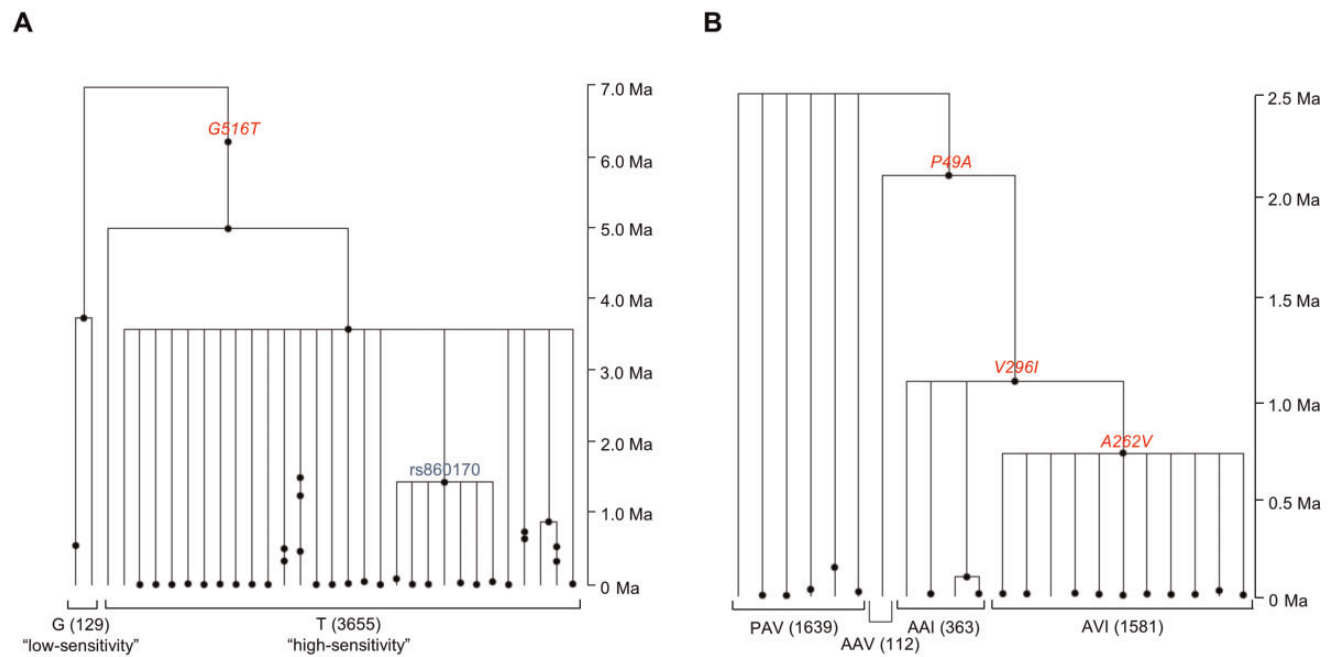 A
B
7.0 Ma
G516T
6.0 Ma
5.0 Ma
4.0 Ma
3.0 Ma
2.0 Ma
rs860170
1.0 Ma
0 Ma
G (129)
"low-sensitivity"
T (3655)
"high-sensitivity"
2.5 Ma
P49A
2.0 Ma
1.5 Ma
V296I
1.0 Ma
A262V
0.5 Ma
0 Ma
PAV (1639)
AAV (112)
AAI (363)
AVI (1581)